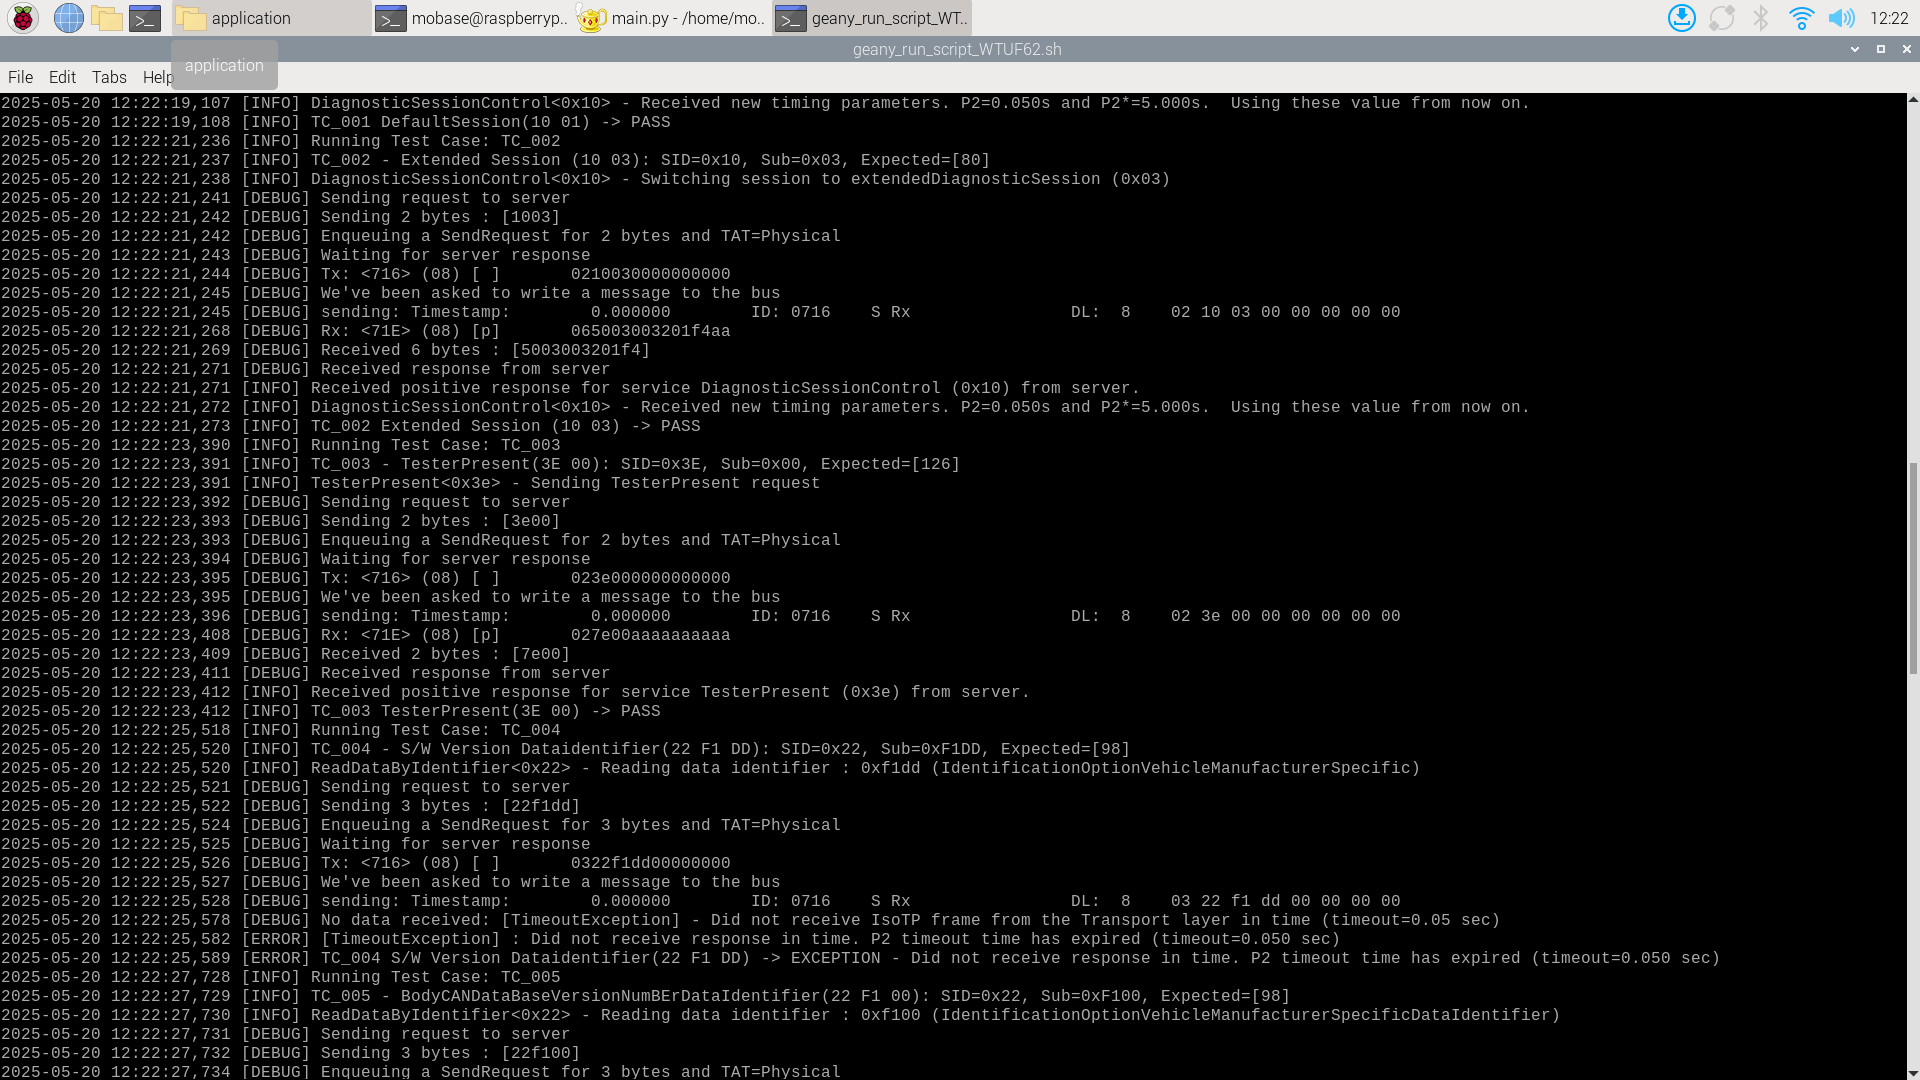 application
mobase@raspberryp..
main.py - /home/mo..
geany_run_script_WT..
12:22
geany_run_script_WTUF62.sh
File Edit Tabs Help
application
2025-05-20 12:22:19,107 [INFO] DiagnosticSessionControl<0x10> - Received new timing parameters. P2=0.050s and P2*=5.000s.  Using these value from now on.
2025-05-20 12:22:19,108 [INFO] TC_001 DefaultSession(10 01) -> PASS
2025-05-20 12:22:21,236 [INFO] Running Test Case: TC_002
2025-05-20 12:22:21,237 [INFO] TC_002 - Extended Session (10 03): SID=0x10, Sub=0x03, Expected=[80]
2025-05-20 12:22:21,238 [INFO] DiagnosticSessionControl<0x10> - Switching session to extendedDiagnosticSession (0x03)
2025-05-20 12:22:21,241 [DEBUG] Sending request to server
2025-05-20 12:22:21,242 [DEBUG] Sending 2 bytes : [1003]
2025-05-20 12:22:21,242 [DEBUG] Enqueuing a SendRequest for 2 bytes and TAT=Physical
2025-05-20 12:22:21,243 [DEBUG] Waiting for server response
2025-05-20 12:22:21,244 [DEBUG] Tx: <716> (08) [ ]       0210030000000000
2025-05-20 12:22:21,245 [DEBUG] We've been asked to write a message to the bus
2025-05-20 12:22:21,245 [DEBUG] sending: Timestamp:        0.000000        ID: 0716    S Rx                DL:  8    02 10 03 00 00 00 00 00
2025-05-20 12:22:21,268 [DEBUG] Rx: <71E> (08) [p]       065003003201f4aa
2025-05-20 12:22:21,269 [DEBUG] Received 6 bytes : [5003003201f4]
2025-05-20 12:22:21,271 [DEBUG] Received response from server
2025-05-20 12:22:21,271 [INFO] Received positive response for service DiagnosticSessionControl (0x10) from server.
2025-05-20 12:22:21,272 [INFO] DiagnosticSessionControl<0x10> - Received new timing parameters. P2=0.050s and P2*=5.000s.  Using these value from now on.
2025-05-20 12:22:21,273 [INFO] TC_002 Extended Session (10 03) -> PASS
2025-05-20 12:22:23,390 [INFO] Running Test Case: TC_003
2025-05-20 12:22:23,391 [INFO] TC_003 - TesterPresent(3E 00): SID=0x3E, Sub=0x00, Expected=[126]
2025-05-20 12:22:23,391 [INFO] TesterPresent<0x3e> - Sending TesterPresent request
2025-05-20 12:22:23,392 [DEBUG] Sending request to server
2025-05-20 12:22:23,393 [DEBUG] Sending 2 bytes : [3e00]
2025-05-20 12:22:23,393 [DEBUG] Enqueuing a SendRequest for 2 bytes and TAT=Physical
2025-05-20 12:22:23,394 [DEBUG] Waiting for server response
2025-05-20 12:22:23,395 [DEBUG] Tx: <716> (08) [ ]       023e000000000000
2025-05-20 12:22:23,395 [DEBUG] We've been asked to write a message to the bus
2025-05-20 12:22:23,396 [DEBUG] sending: Timestamp:        0.000000        ID: 0716    S Rx                DL:  8    02 3e 00 00 00 00 00 00
2025-05-20 12:22:23,408 [DEBUG] Rx: <71E> (08) [p]       027e00aaaaaaaaaa
2025-05-20 12:22:23,409 [DEBUG] Received 2 bytes : [7e00]
2025-05-20 12:22:23,411 [DEBUG] Received response from server
2025-05-20 12:22:23,412 [INFO] Received positive response for service TesterPresent (0x3e) from server.
2025-05-20 12:22:23,412 [INFO] TC_003 TesterPresent(3E 00) -> PASS
2025-05-20 12:22:25,518 [INFO] Running Test Case: TC_004
2025-05-20 12:22:25,520 [INFO] TC_004 - S/W Version Dataidentifier(22 F1 DD): SID=0x22, Sub=0xF1DD, Expected=[98]
2025-05-20 12:22:25,520 [INFO] ReadDataByIdentifier<0x22> - Reading data identifier : 0xf1dd (IdentificationOptionVehicleManufacturerSpecific)
2025-05-20 12:22:25,521 [DEBUG] Sending request to server
2025-05-20 12:22:25,522 [DEBUG] Sending 3 bytes : [22f1dd]
2025-05-20 12:22:25,524 [DEBUG] Enqueuing a SendRequest for 3 bytes and TAT=Physical
2025-05-20 12:22:25,525 [DEBUG] Waiting for server response
2025-05-20 12:22:25,526 [DEBUG] Tx: <716> (08) [ ]       0322f1dd00000000
2025-05-20 12:22:25,527 [DEBUG] We've been asked to write a message to the bus
2025-05-20 12:22:25,528 [DEBUG] sending: Timestamp:        0.000000        ID: 0716    S Rx                DL:  8    03 22 f1 dd 00 00 00 00
2025-05-20 12:22:25,578 [DEBUG] No data received: [TimeoutException] - Did not receive IsoTP frame from the Transport layer in time (timeout=0.05 sec)
2025-05-20 12:22:25,582 [ERROR] [TimeoutException] : Did not receive response in time. P2 timeout time has expired (timeout=0.050 sec)
2025-05-20 12:22:25,589 [ERROR] TC_004 S/W Version Dataidentifier(22 F1 DD) -> EXCEPTION - Did not receive response in time. P2 timeout time has expired (timeout=0.050 sec)
2025-05-20 12:22:27,728 [INFO] Running Test Case: TC_005
2025-05-20 12:22:27,729 [INFO] TC_005 - BodyCANDataBaseVersionNumBErDataIdentifier(22 F1 00): SID=0x22, Sub=0xF100, Expected=[98]
2025-05-20 12:22:27,730 [INFO] ReadDataByIdentifier<0x22> - Reading data identifier : 0xf100 (IdentificationOptionVehicleManufacturerSpecificDataIdentifier)
2025-05-20 12:22:27,731 [DEBUG] Sending request to server
2025-05-20 12:22:27,732 [DEBUG] Sending 3 bytes : [22f100]
2025-05-20 12:22:27,734 [DEBUG] Enqueuing a SendRequest for 3 bytes and TAT=Physical